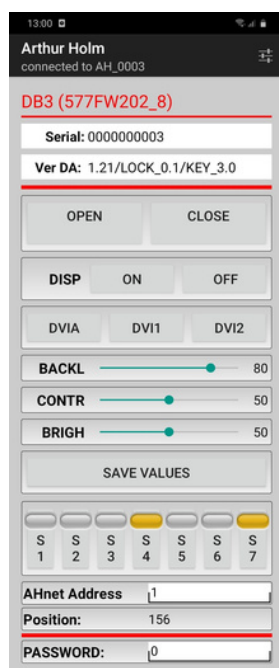 13:00
Arthur Holm
connected to AH_0003
DB3 (577FW202_8)
Serial: 0000000003
Ver DA: 1.21/LOCK_0.1/KEY_3.0
OPEN CLOSE
DISP ON OFF
DVIA DVI1 DVI2
BACKL 80
CONTR 50
BRIGH 50
SAVE VALUES
S S S S S S S
1 2 3 4 5 6 7
AHnet Address 1
Position: 156
PASSWORD: 0